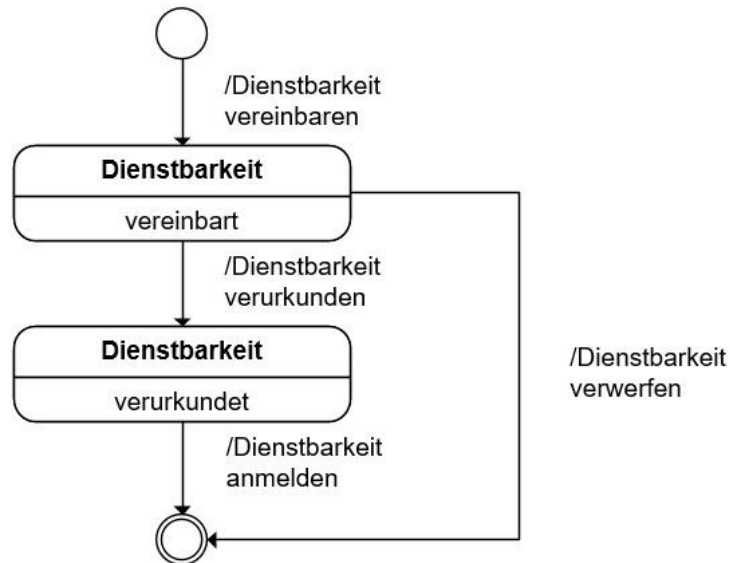 /Dienstbarkeit
vereinbaren
Dienstbarkeit
vereinbart
/Dienstbarkeit
verurkunden
Dienstbarkeit
verurkundet
/Dienstbarkeit
verwerfen
/Dienstbarkeit
anmelden